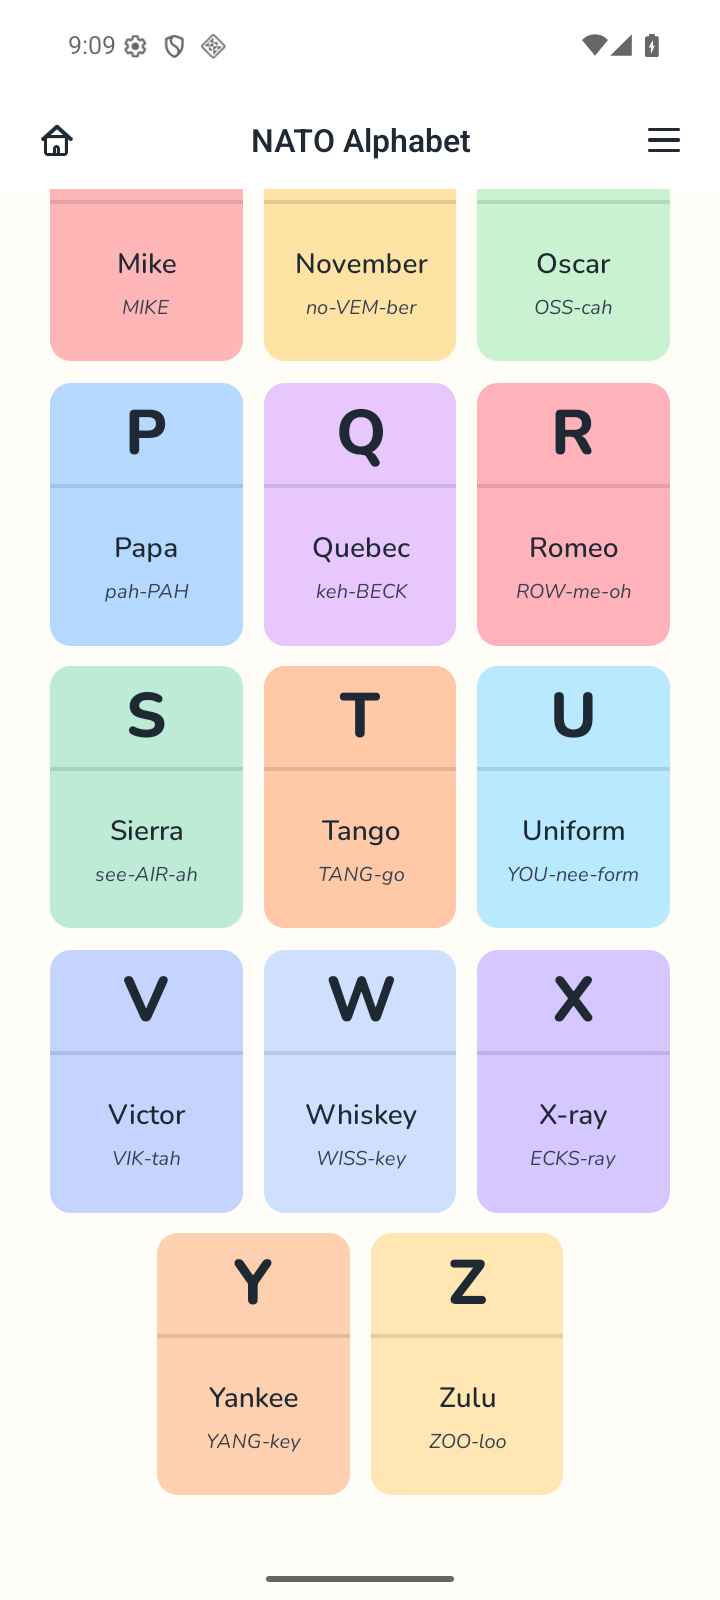 9:09
NATO Alphabet
Mike
MIKE
November
no-VEM-ber
Oscar
OSS-cah
P
Papa
pah-PAH
Q
Quebec
keh-BECK
R
Romeo
ROW-me-oh
S
Sierra
see-AIR-ah
T
Tango
TANG-go
U
Uniform
YOU-nee-form
V
Victor
VIK-tah
W
Whiskey
WISS-key
X
X-ray
ECKS-ray
Y
Yankee
YANG-key
Z
Zulu
ZOO-loo